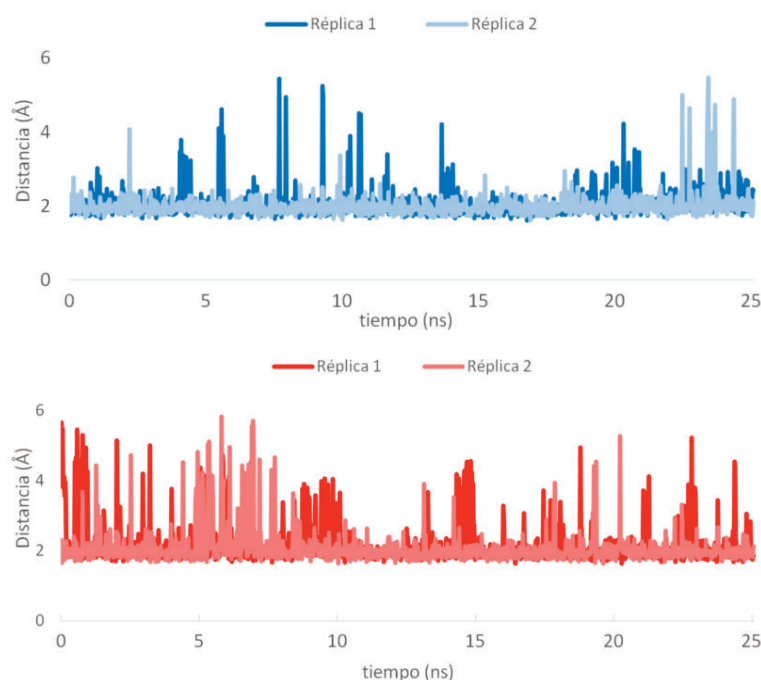 Réplica 1 Réplica 2
Distancia (Å)
6
4
2
0
0 5 10 15 20 25
tiempo (ns)
Réplica 1 Réplica 2
Distancia (Å)
6
4
2
0
0 5 10 15 20 25
tiempo (ns)